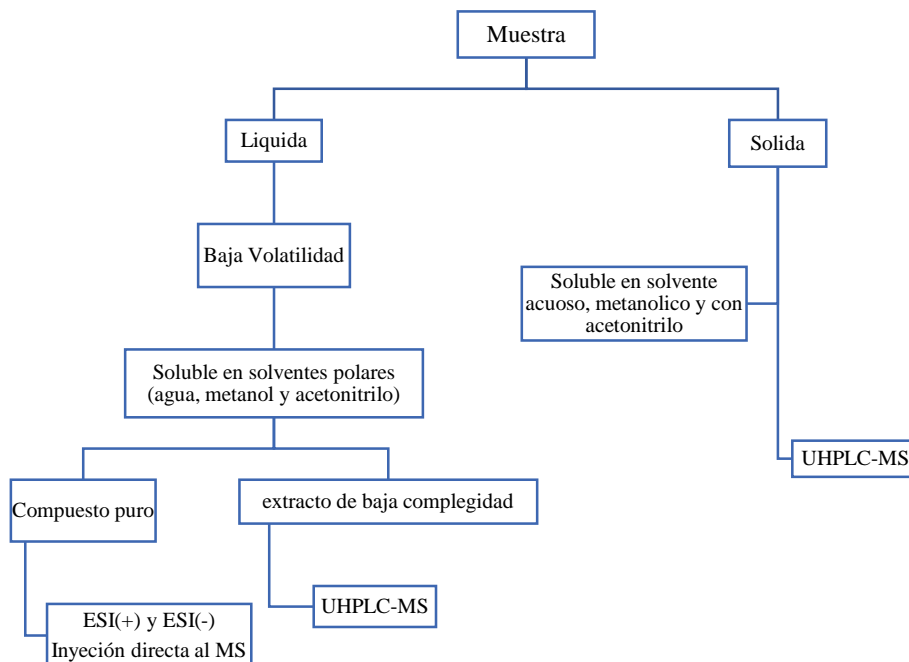 Muestra
Liquida
Solida
Baja Volatilidad
Soluble en solvente
acuoso, metanolico y con
acetonitrilo
Soluble en solventes polares
(agua, metanol y acetonitrilo)
UHPLC-MS
Compuesto puro
extracto de baja complegidad
UHPLC-MS
ESI(+) y ESI(-)
Inyeción directa al MS